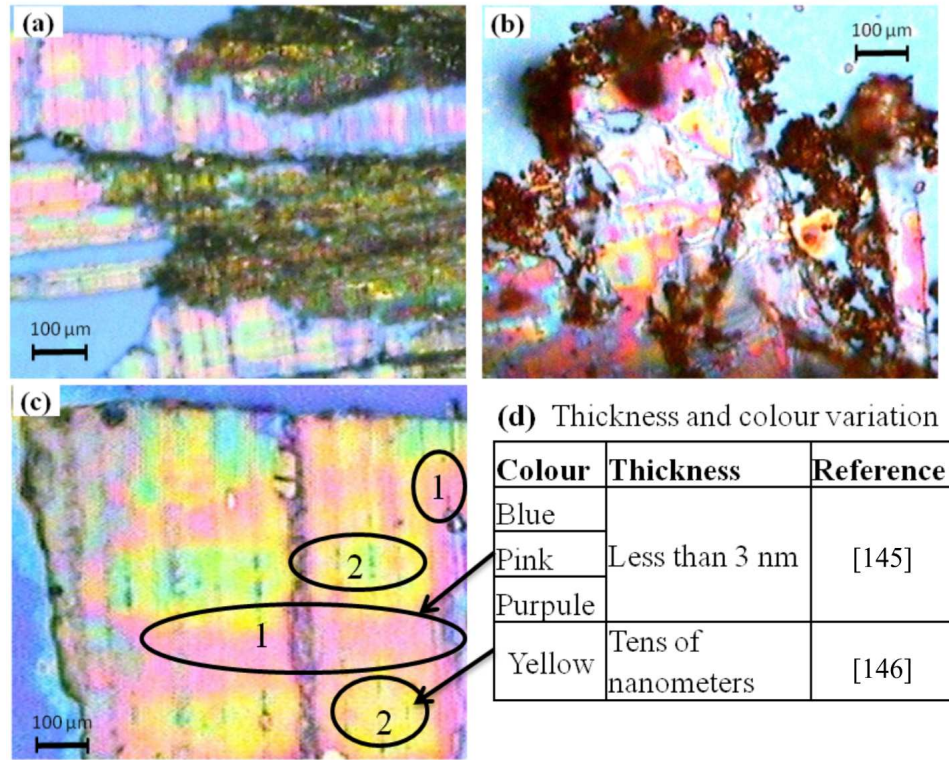 (a)
100 µm
(b)
100 µm
(c)
1
2
1
2
100 µm
(d) Thickness and colour variation
Colour Thickness Reference
Blue
Pink Less than 3 nm [145]
Purpule
Yellow Tens of nanometers [146]